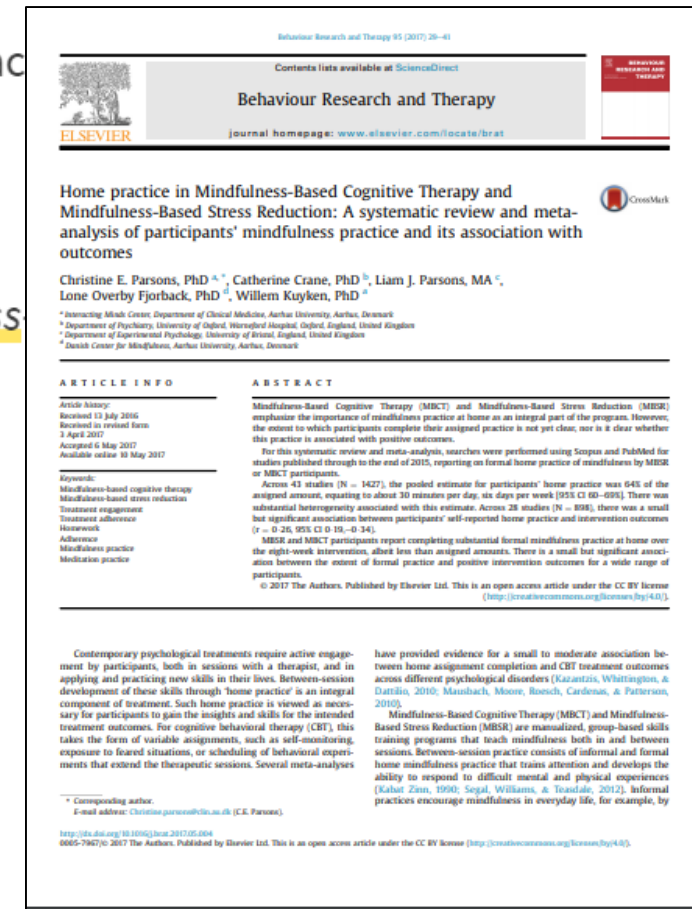 Behaviour Research and Therapy 95 (2017) 29–41
Contents lists available at ScienceDirect
Behaviour Research and Therapy
journal homepage: www.elsevier.com/locate/brat
ELSEVIER
BEHAVIOUR
RESEARCH AND
THERAPY
Home practice in Mindfulness-Based Cognitive Therapy and
Mindfulness-Based Stress Reduction: A systematic review and meta-
analysis of participants' mindfulness practice and its association with
outcomes
CrossMark
Christine E. Parsons, PhD a, *, Catherine Crane, PhD b, Liam J. Parsons, MA c,
Lone Overby Fjorback, PhD d, Willem Kuyken, PhD a
a Interacting Minds Center, Department of Clinical Medicine, Aarhus University, Aarhus, Denmark
b Department of Psychiatry, University of Oxford, Warneford Hospital, Oxford, England, United Kingdom
c Department of Experimental Psychology, University of Bristol, England, United Kingdom
d Danish Center for Mindfulness, Aarhus University, Aarhus, Denmark
ARTICLE INFO
Article history:
Received 13 July 2016
Received in revised form
3 April 2017
Accepted 6 May 2017
Available online 10 May 2017
Keywords:
Mindfulness-based cognitive therapy
Mindfulness-based stress reduction
Treatment engagement
Treatment adherence
Homework
Adherence
Mindfulness practice
Meditation practice
ABSTRACT
Mindfulness-Based Cognitive Therapy (MBCT) and Mindfulness-Based Stress Reduction (MBSR)
emphasize the importance of mindfulness practice at home as an integral part of the program. However,
the extent to which participants complete their assigned practice is not yet clear, nor is it clear whether
this practice is associated with positive outcomes.
For this systematic review and meta-analysis, searches were performed using Scopus and PubMed for
studies published through to the end of 2015, reporting on formal home practice of mindfulness by MBSR
or MBCT participants.
Across 43 studies (N = 1427), the pooled estimate for participants' home practice was 64% of the
assigned amount, equating to about 30 minutes per day, six days per week [95% CI 60–69%]. There was
substantial heterogeneity associated with this estimate. Across 28 studies (N = 898), there was a small
but significant association between participants' self-reported home practice and intervention outcomes
(r = 0·26, 95% CI 0·19,–0·34).
MBSR and MBCT participants report completing substantial formal mindfulness practice at home over
the eight-week intervention, albeit less than assigned amounts. There is a small but significant associ-
ation between the extent of formal practice and positive intervention outcomes for a wide range of
participants.
© 2017 The Authors. Published by Elsevier Ltd. This is an open access article under the CC BY license
(http://creativecommons.org/licenses/by/4.0/).
Contemporary psychological treatments require active engage-
ment by participants, both in sessions with a therapist, and in
applying and practicing new skills in their lives. Between-session
development of these skills through 'home practice' is an integral
component of treatment. Such home practice is viewed as neces-
sary for participants to gain the insights and skills for the intended
treatment outcomes. For cognitive behavioral therapy (CBT), this
takes the form of variable assignments, such as self-monitoring,
exposure to feared situations, or scheduling of behavioral experi-
ments that extend the therapeutic sessions. Several meta-analyses
have provided evidence for a small to moderate association be-
tween home assignment completion and CBT treatment outcomes
across different psychological disorders (Kazantzis, Whittington, &
Dattilio, 2010; Mausbach, Moore, Roesch, Cardenas, & Patterson,
2010).
Mindfulness-Based Cognitive Therapy (MBCT) and Mindfulness-
Based Stress Reduction (MBSR) are manualized, group-based skills
training programs that teach mindfulness both in and between
sessions. Between-session practice consists of informal and formal
home mindfulness practice that trains attention and develops the
ability to respond to difficult mental and physical experiences
(Kabat Zinn, 1990; Segal, Williams, & Teasdale, 2012). Informal
practices encourage mindfulness in everyday life, for example, by
* Corresponding author.
E-mail address: Christine.parsons@clin.au.dk (C.E. Parsons).
http://dx.doi.org/10.1016/j.brat.2017.05.004
0005-7967/© 2017 The Authors. Published by Elsevier Ltd. This is an open access article under the CC BY license (http://creativecommons.org/licenses/by/4.0/).